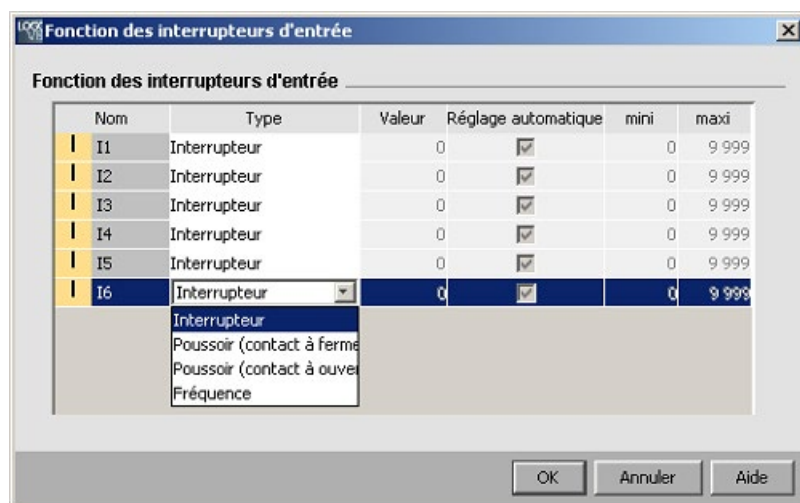 Fonction des interrupteurs d'entrée
Fonction des interrupteurs d'entrée
Nom Type Valeur Réglage automatique mini maxi
I I1 Interrupteur 0 0 9 999
I I2 Interrupteur 0 0 9 999
I I3 Interrupteur 0 0 9 999
I I4 Interrupteur 0 0 9 999
I I5 Interrupteur 0 0 9 999
I I6 Interrupteur 0 0 9 999
Interrupteur
Poussoir (contact à ferme
Poussoir (contact à ouve
Fréquence
OK Annuler Aide